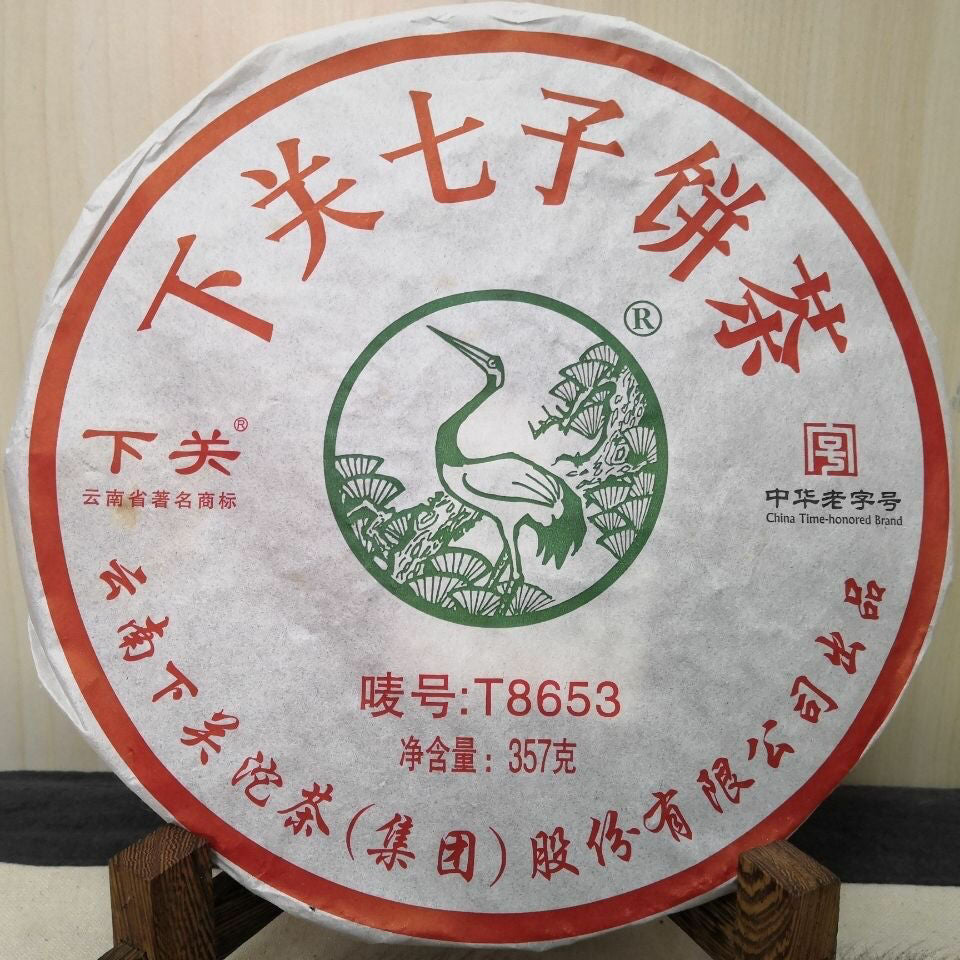 下关七子饼茶
®
下关®
云南省著名商标
号
中华老字号
China Time-honored Brand
唛号:T8653
净含量:357克
云南下关沱茶(集团)股份有限公司出品